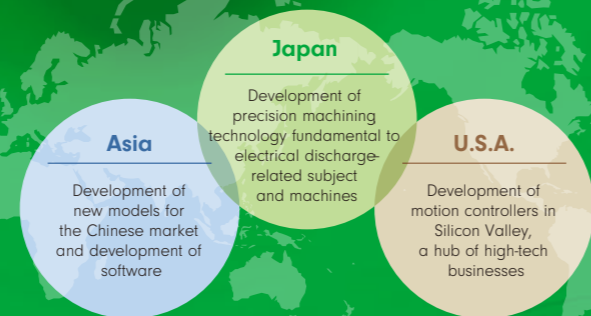 Japan
Development of
precision machining
technology fundamental to
electrical discharge-
related subject
and machines
Asia
Development of
new models for
the Chinese market
and development of
software
U.S.A.
Development of
motion controllers in
Silicon Valley,
a hub of high-tech
businesses